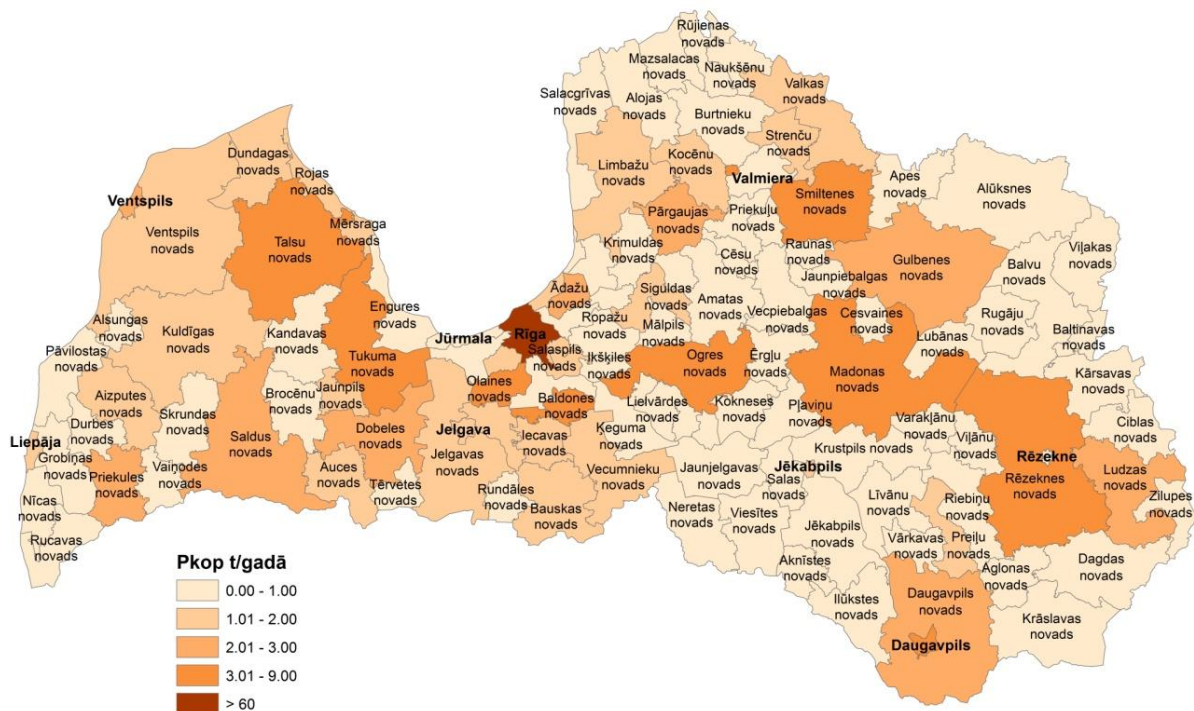 Rūjienas
novads
Mazsalacas
novads
Naukšēnu
novads
Valkas
novads
Salacgrīvas
novads
Alojas
novads
Burtnieku
novads
Strenču
novads
Dundagas
novads
Rojas
novads
Limbažu
novads
Kocēnu
novads
Valmiera
Smiltenes
novads
Apes
novads
Alūksnes
novads
Ventspils
Ventspils
novads
Mērsraga
novads
Talsu
novads
Pārgaujas
novads
Priekuļu
novads
Raunas
novads
Gulbenes
novads
Viļakas
novads
Balvu
novads
Krimuldas
novads
Cēsu
novads
Jaunpiebalgas
novads
Engures
novads
Ādažu
novads
Siguldas
novads
Amatas
novads
Vecpiebalgas
novads
Cesvaines
novads
Rugāju
novads
Baltinavas
novads
Alsungas
novads
Kuldīgas
novads
Kandavas
novads
Jūrmala
Rīga
Ropažu
novads
Mālpils
novads
Lubānas
novads
Pāvilostas
novads
Tukuma
novads
Salaspils
novads
Ikšķiles
novads
Ogres
novads
Ērgļu
novads
Madonas
novads
Kārsavas
novads
Aizputes
novads
Skrundas
novads
Brocēnu
novads
Jaunpils
novads
Olaines
novads
Baldones
novads
Lielvārdes
novads
Kokneses
novads
Pļaviņu
novads
Varakļānu
novads
Ciblas
novads
Durbes
novads
Liepāja
Grobiņas
novads
Saldus
novads
Dobeles
novads
Jelgava
Jelgavas
novads
Iecavas
novads
Ķeguma
novads
Krustpils
novads
Viļānu
novads
Rēzekne
Rēzeknes
novads
Ludzas
novads
Zilupes
novads
Priekules
novads
Vaiņodes
novads
Auces
novads
Tērvetes
novads
Rundāles
novads
Vecumnieku
novads
Jaunjelgavas
novads
Jēkabpils
Salas
novads
Līvānu
novads
Riebiņu
novads
Nīcas
novads
Bauskas
novads
Neretas
novads
Viesītes
novads
Jēkabpils
novads
Vārkavas
novads
Preiļu
novads
Rucavas
novads
Aknīstes
novads
Aglonas
novads
Dagdas
novads
Ilūkstes
novads
Daugavpils
novads
Krāslavas
novads
Daugavpils
Pkop t/gadā
0.00 - 1.00
1.01 - 2.00
2.01 - 3.00
3.01 - 9.00
> 60